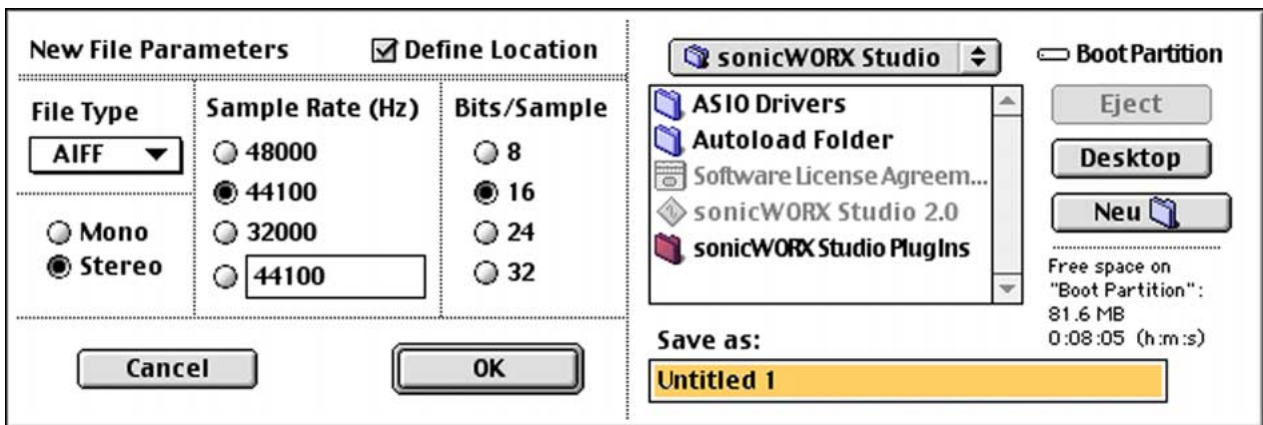 New File Parameters
Define Location
File Type
AIFF
Mono
Stereo
Sample Rate (Hz)
48000
44100
32000
44100
Bits/Sample
8
16
24
32
Cancel
OK
sonicWORX Studio
ASIO Drivers
Autoload Folder
Software License Agreem...
sonicWORX Studio 2.0
sonicWORX Studio PlugIns
Boot Partition
Eject
Desktop
Neu
Free space on
"Boot Partition":
81.6 MB
0:08:05 (h:m:s)
Save as:
Untitled 1